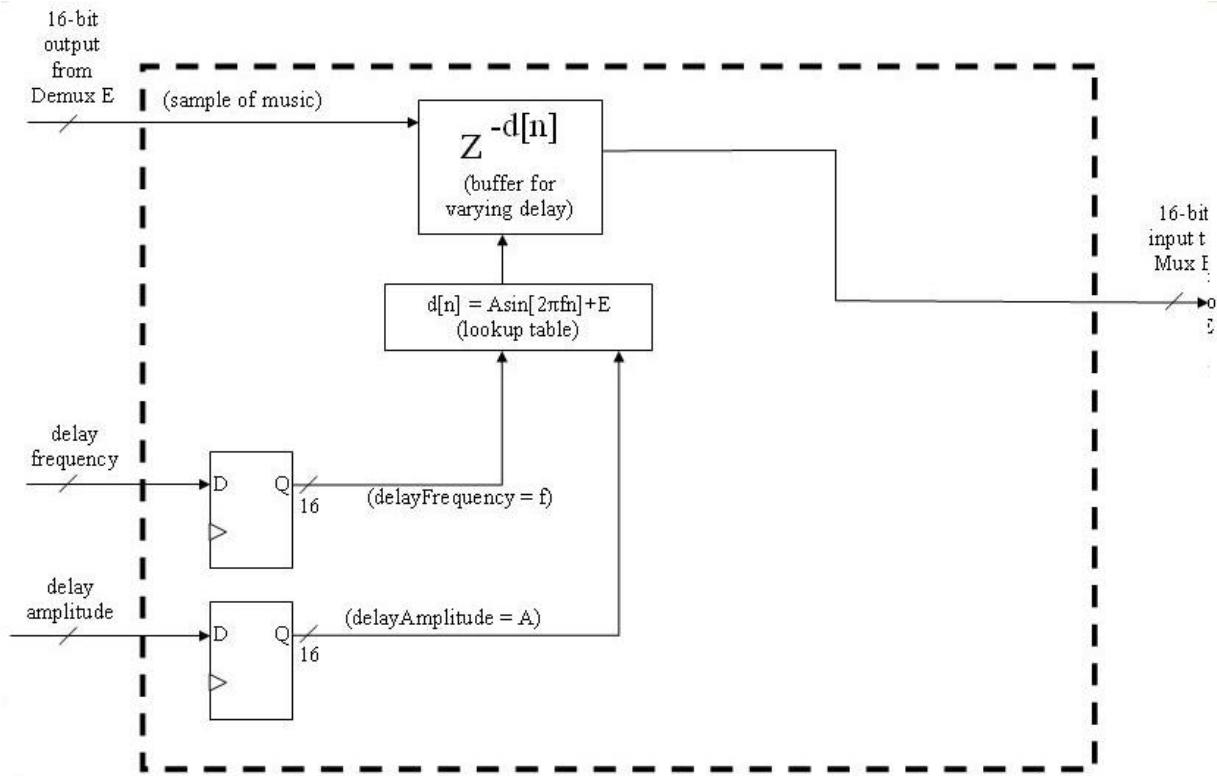 16-bit
output
from
Demux E
(sample of music)
Z -d[n]
(buffer for
varying delay)
16-bit
input t
Mux
o
d[n] = Asin[2πfn]+E
(lookup table)
delay
frequency
D Q
16
(delayFrequency = f)
delay
amplitude
D Q
16
(delayAmplitude = A)